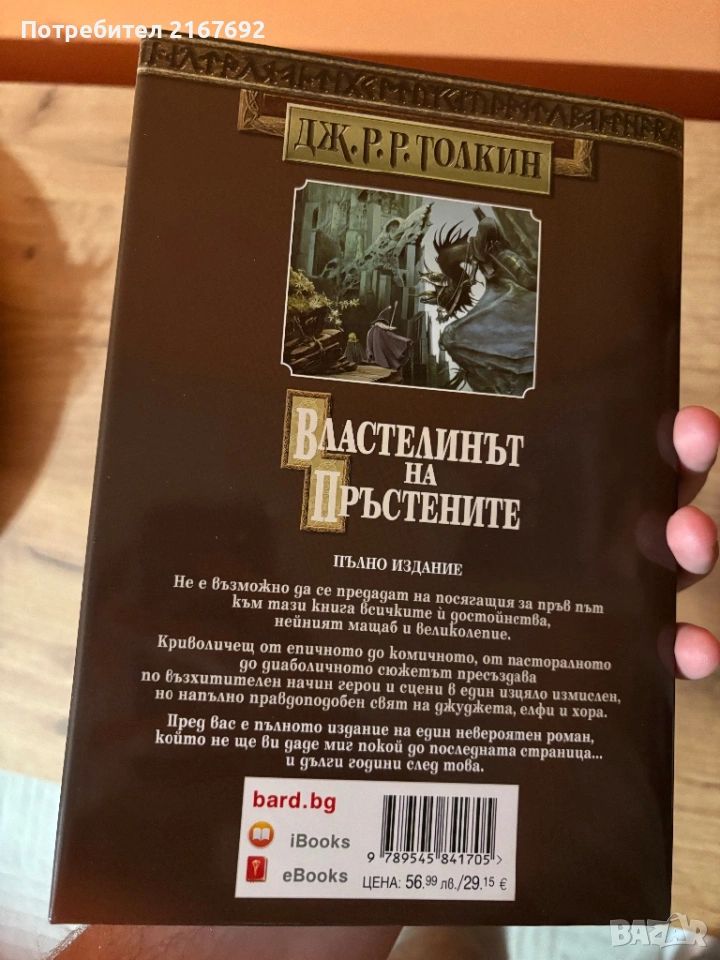 Потребител 2167692
ДЖ.Р.Р.ТОЛКИН
ВЛАСТЕЛИНЪТ
НА
ПРЪСТЕНИТЕ
ПЪЛНО ИЗДАНИЕ
Не е възможно да се предадат на посягащия за пръв път
към тази книга всичките ѝ достойнства,
нейният мащаб и великолепие.
Криволичещ от епичното до комичното, от пасторалното
до диаболичното сюжетът пресъздава
по възхитителен начин герои и сцени в един изцяло измислен,
но напълно правдоподобен свят на джуджета, елфи и хора.
Пред вас е пълното издание на един невероятен роман,
който не ще ви даде миг покой до последната страница...
и дълги години след това.
bard.bg
iBooks
eBooks
9 789545 841705>
ЦЕНА: 56.99 лв./29.15 €
BAZAR